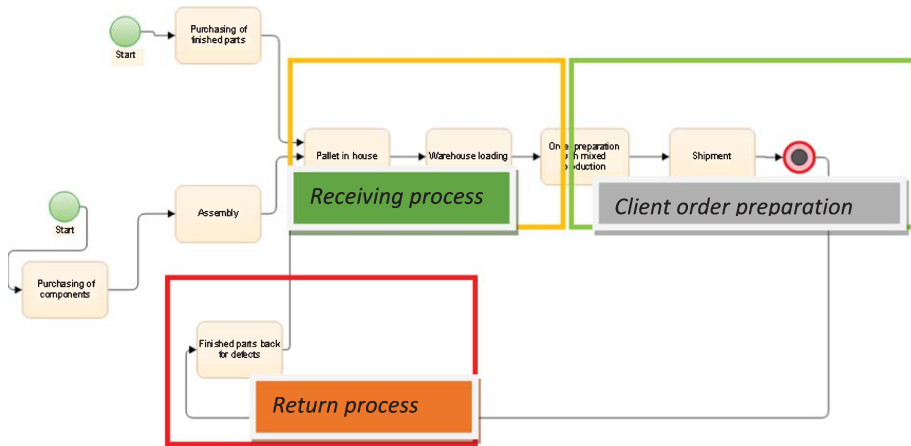 Purchasing of
finished parts
Start
Pallet in house
Warehouse loading
Order preparation
with mixed
production
Shipment
Receiving process
Client order preparation
Assembly
Start
Purchasing of
components
Finished parts back
for defects
Return process